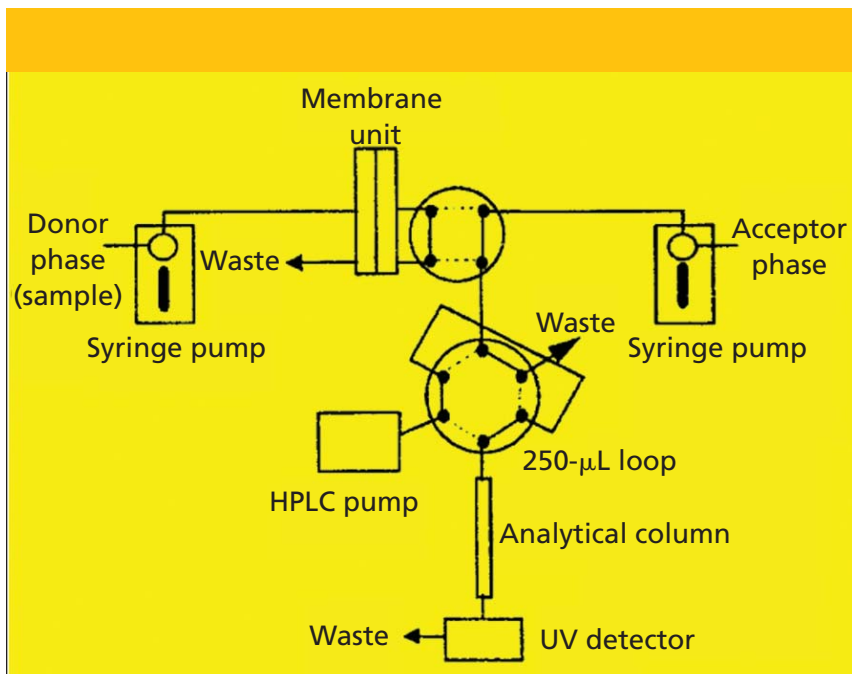 Membrane
unit
Donor
phase
(sample)
Waste
Acceptor
phase
Syringe pump
Syringe pump
Waste
250-μL loop
HPLC pump
Analytical column
Waste
UV detector